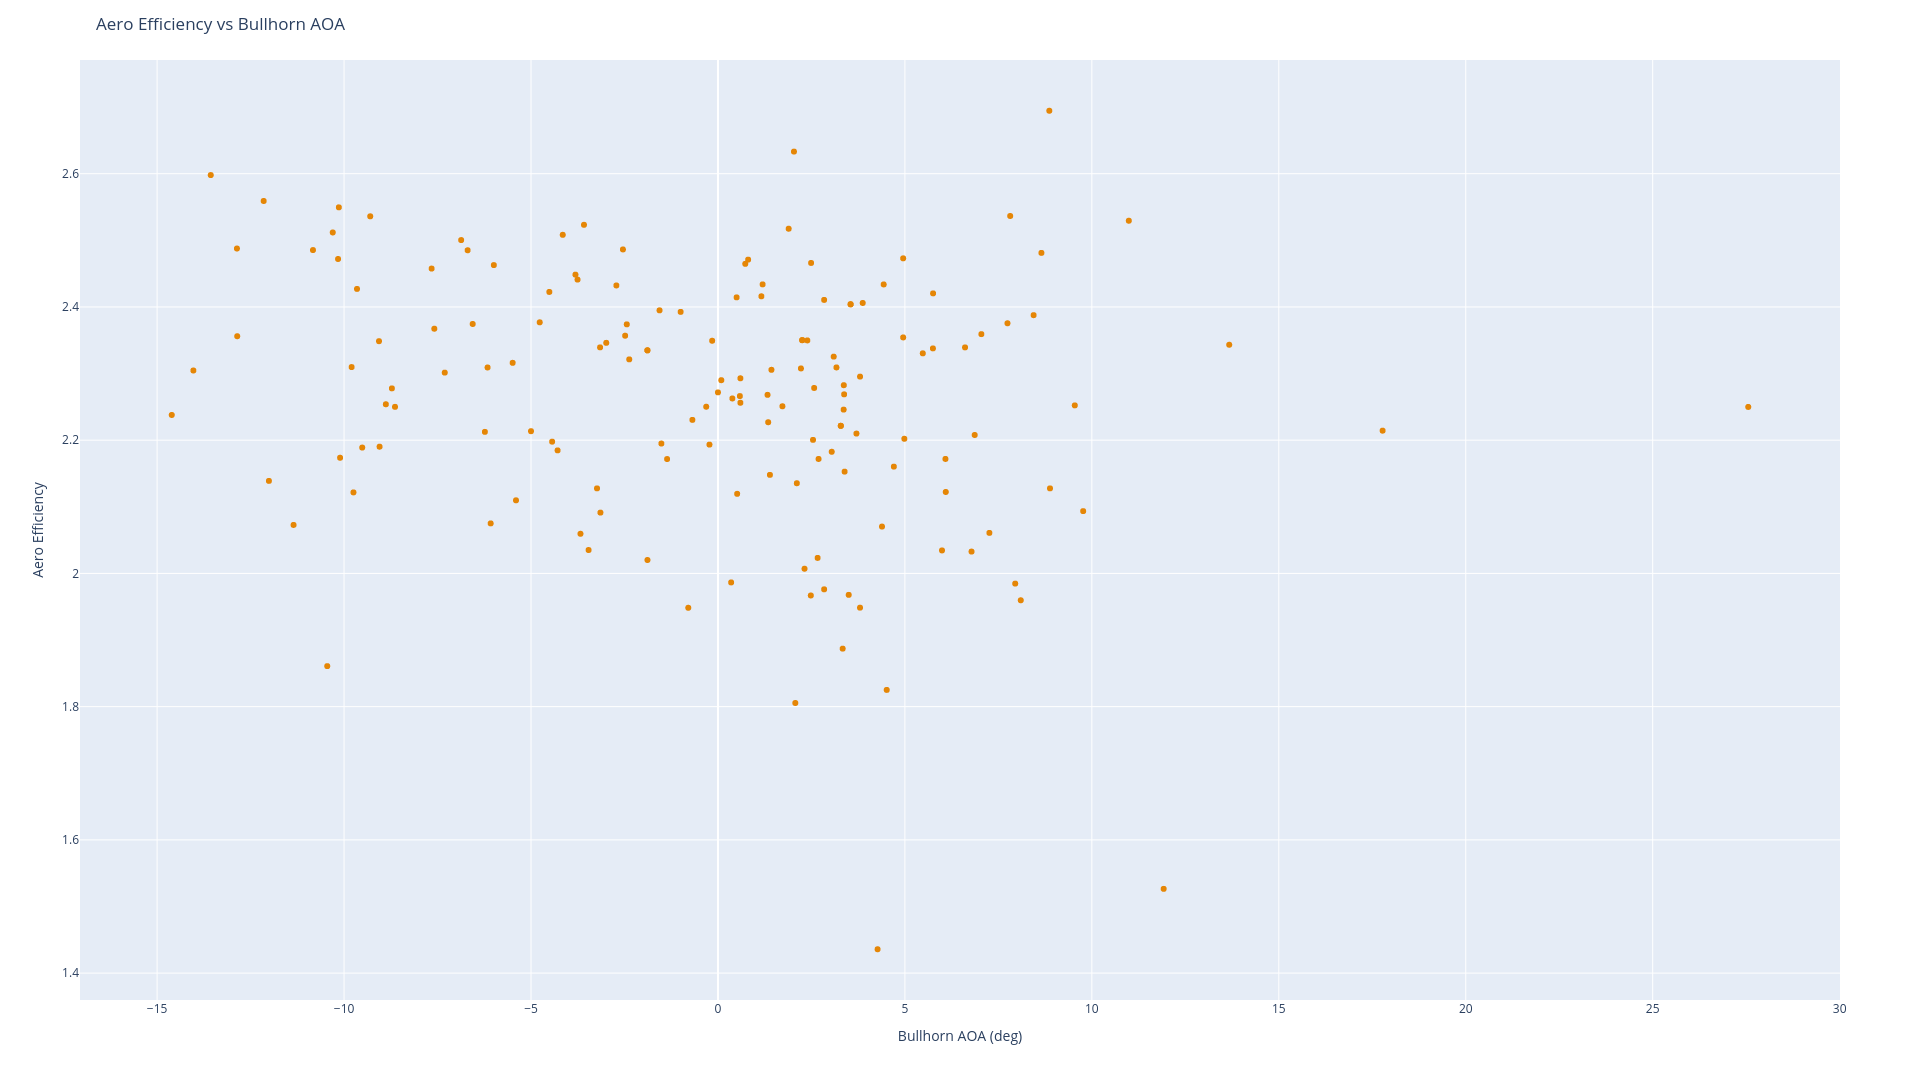 Aero Efficiency vs Bullhorn AOA
2.6
2.4
2.2
2
1.8
1.6
1.4
Aero Efficiency
−15 −10 −5 0 5 10 15 20 25 30
Bullhorn AOA (deg)